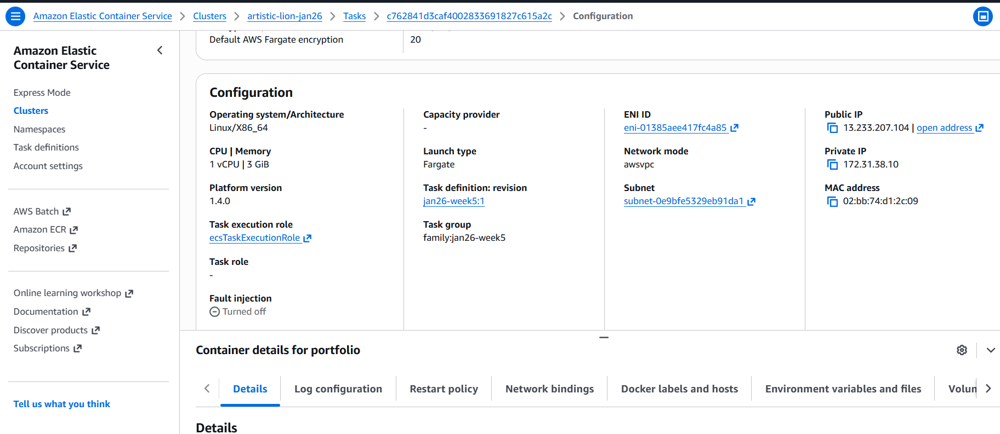 Amazon Elastic Container Service
Clusters
artistic-lion-jan26
Tasks
c762841d3caf4002833691827c615a2c
Configuration
Amazon Elastic
Container Service
Express Mode
Clusters
Namespaces
Task definitions
Account settings
AWS Batch
Amazon ECR
Repositories
Online learning workshop
Documentation
Discover products
Subscriptions
Tell us what you think
Default AWS Fargate encryption
20
Configuration
Operating system/Architecture
Linux/X86_64
CPU | Memory
1 vCPU | 3 GiB
Platform version
1.4.0
Task execution role
ecsTaskExecutionRole
Task role
-
Fault injection
Turned off
Capacity provider
-
Launch type
Fargate
Task definition: revision
jan26-week5:1
Task group
family:jan26-week5
ENI ID
eni-01385aee417fc4a85
Network mode
awsvpc
Subnet
subnet-0e9bfe5329eb91da1
Public IP
13.233.207.104 | open address
Private IP
172.31.38.10
MAC address
02:bb:74:d1:2c:09
Container details for portfolio
Details
Log configuration
Restart policy
Network bindings
Docker labels and hosts
Environment variables and files
Details